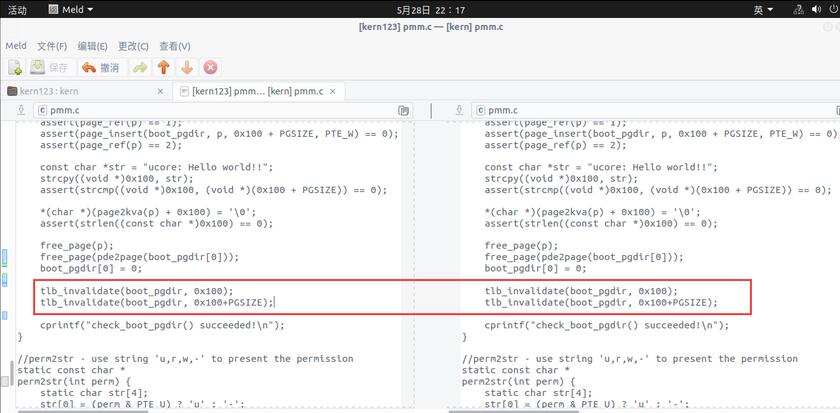 活动 Meld 5月28日 22：17 英
[kern123] pmm.c — [kern] pmm.c
Meld 文件(F) 编辑(E) 更改(C) 查看(V)
保存 撤消
kern123 : kern × [kern123] pmm… [kern] pmm.c ×
pmm.c
assert(page_ref(p) == 1);
assert(page_insert(boot_pgdir, p, 0x100 + PGSIZE, PTE_W) == 0);
assert(page_ref(p) == 2);
const char *str = "ucore: Hello world!!";
strcpy((void *)0x100, str);
assert(strcmp((void *)0x100, (void *)(0x100 + PGSIZE)) == 0);
*(char *)(page2kva(p) + 0x100) = '\0';
assert(strlen((const char *)0x100) == 0);
free_page(p);
free_page(pde2page(boot_pgdir[0]));
boot_pgdir[0] = 0;
tlb_invalidate(boot_pgdir, 0x100);
tlb_invalidate(boot_pgdir, 0x100+PGSIZE);
cprintf("check_boot_pgdir() succeeded!\n");
}
//perm2str - use string 'u,r,w,-' to present the permission
static const char *
perm2str(int perm) {
static char str[4];
str[0] = (perm & PTE_U) ? 'u' : '-';
pmm.c
assert(page_ref(p) == 1);
assert(page_insert(boot_pgdir, p, 0x100 + PGSIZE, PTE_W) == 0);
assert(page_ref(p) == 2);
const char *str = "ucore: Hello world!!";
strcpy((void *)0x100, str);
assert(strcmp((void *)0x100, (void *)(0x100 + PGSIZE)) == 0);
*(char *)(page2kva(p) + 0x100) = '\0';
assert(strlen((const char *)0x100) == 0);
free_page(p);
free_page(pde2page(boot_pgdir[0]));
boot_pgdir[0] = 0;
tlb_invalidate(boot_pgdir, 0x100);
tlb_invalidate(boot_pgdir, 0x100+PGSIZE);
cprintf("check_boot_pgdir() succeeded!\n");
}
//perm2str - use string 'u,r,w,-' to present the permission
static const char *
perm2str(int perm) {
static char str[4];
str[0] = (perm & PTE_U) ? 'u' : '-';